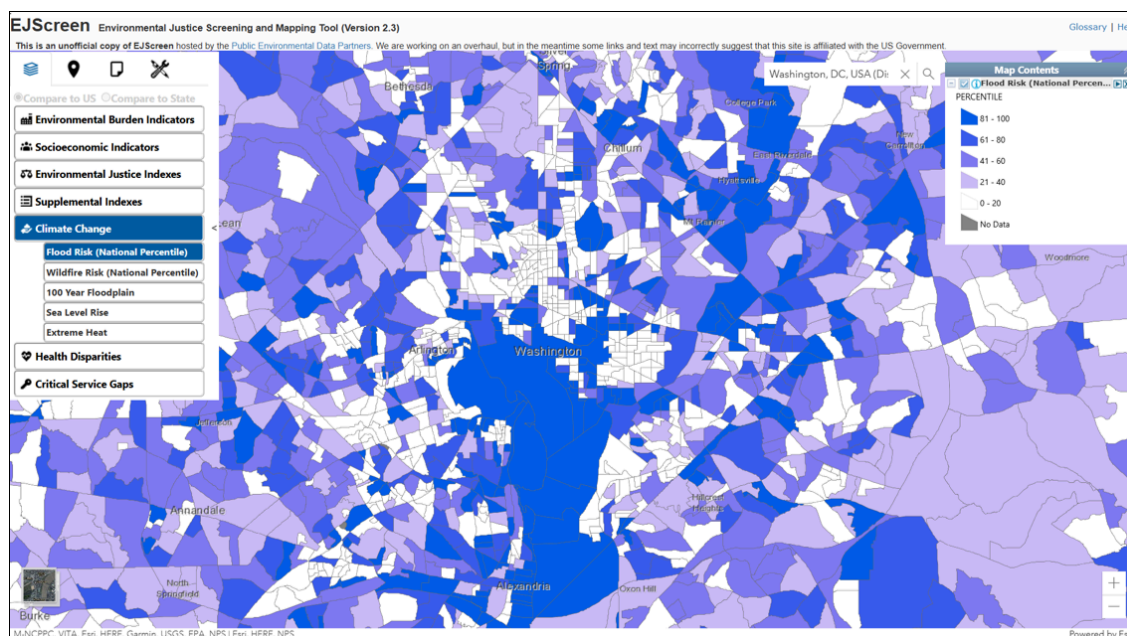 EJScreen Environmental Justice Screening and Mapping Tool (Version 2.3)
Glossary |
This is an unofficial copy of EJScreen hosted by the Public Environmental Data Partners. We are working on an overhaul, but in the meantime some links and text may incorrectly suggest that this site is affiliated with the US Government.
Compare to US Compare to State
Environmental Burden Indicators
Socioeconomic Indicators
Environmental Justice Indexes
Supplemental Indexes
Climate Change
Flood Risk (National Percentile)
Wildfire Risk (National Percentile)
100 Year Floodplain
Sea Level Rise
Extreme Heat
Health Disparities
Critical Service Gaps
Washington, DC, USA (Di
Map Contents
Flood Risk (National Percen...
PERCENTILE
81 - 100
61 - 80
41 - 60
21 - 40
0 - 20
No Data
Spring
Bethesda
College Park
New
Carrollton
Chillum
East Riverdale
Hyattsville
Mt Rainier
Woodmore
Arlington
Washington
Jefferson
Hillcrest
Heights
Annandale
North
Springfield
Alexandria
Oxon Hill
Burke
M-NCPPC, VITA, Esri, HERE, Garmin, USGS, EPA, NPS | Esri, HERE, NPS
Powered by Es